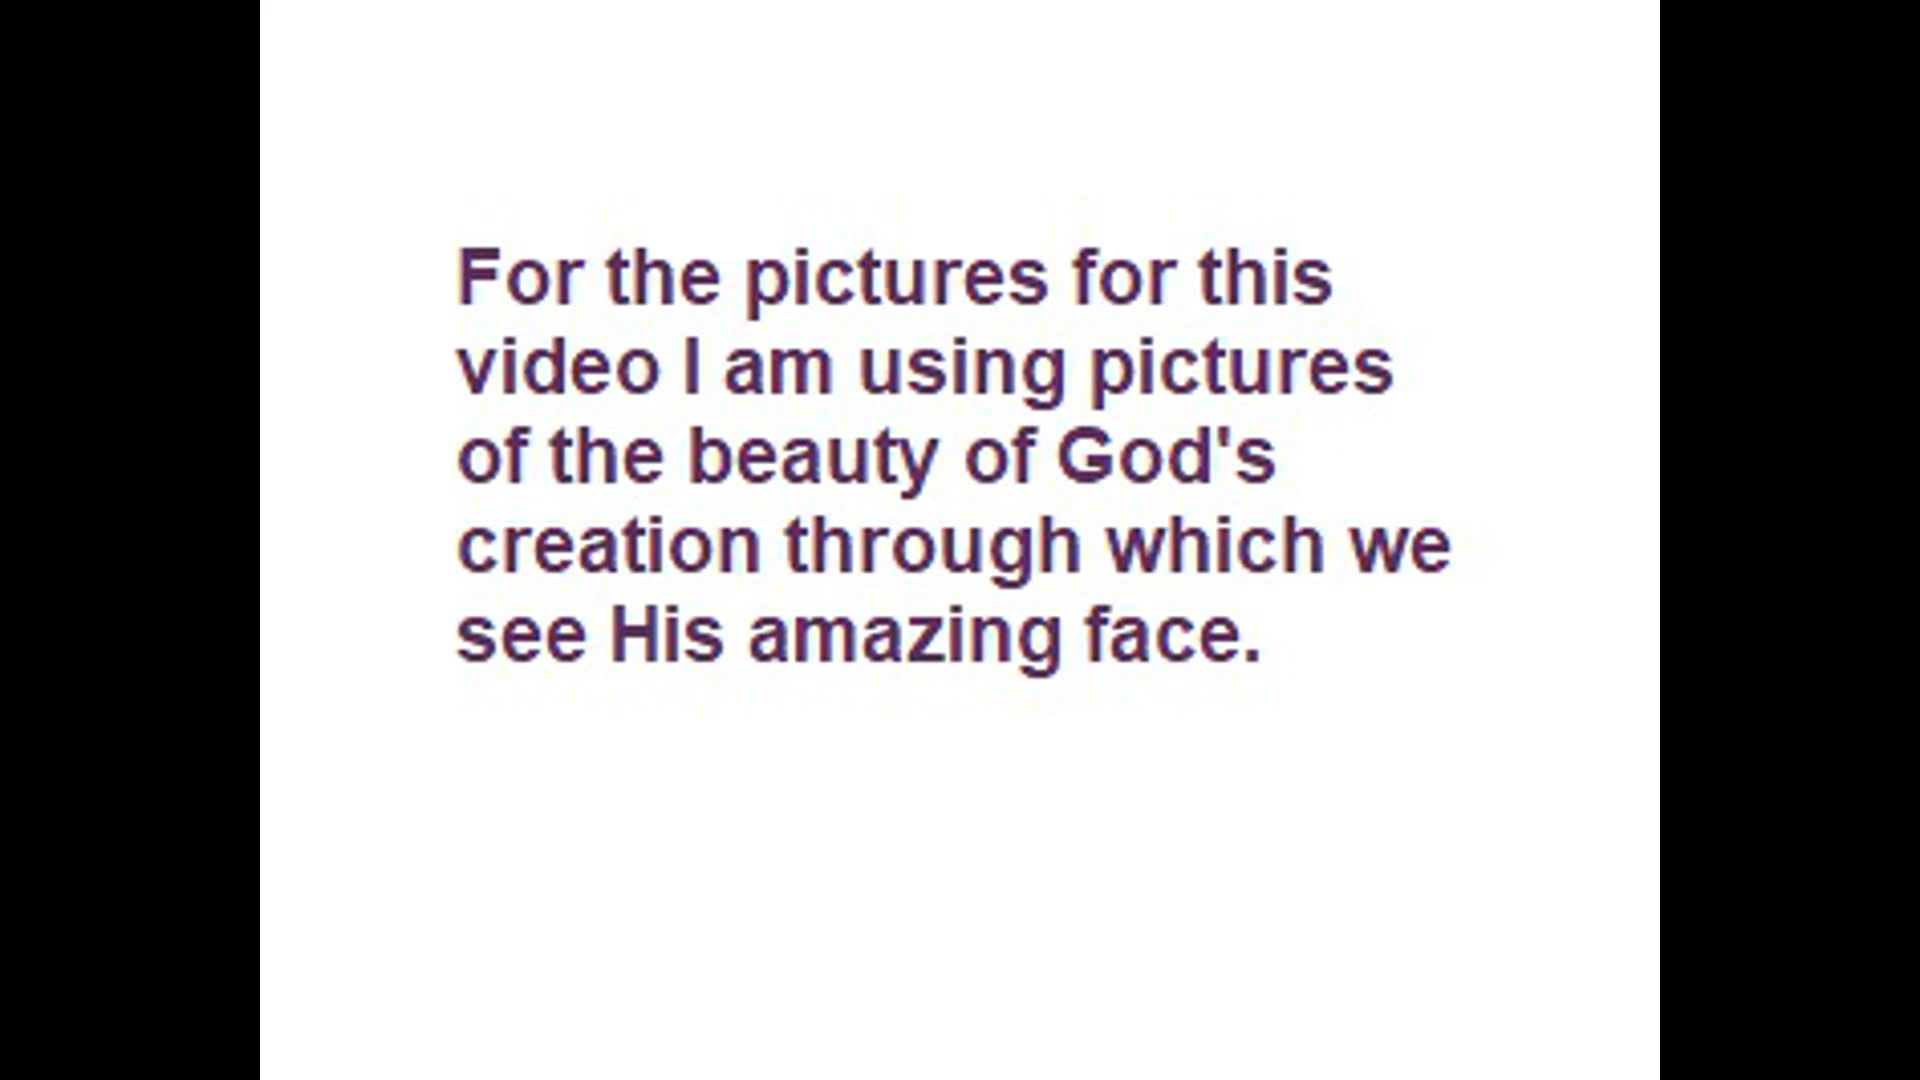 For the pictures for this
video I am using pictures
of the beauty of God's
creation through which we
see His amazing face.